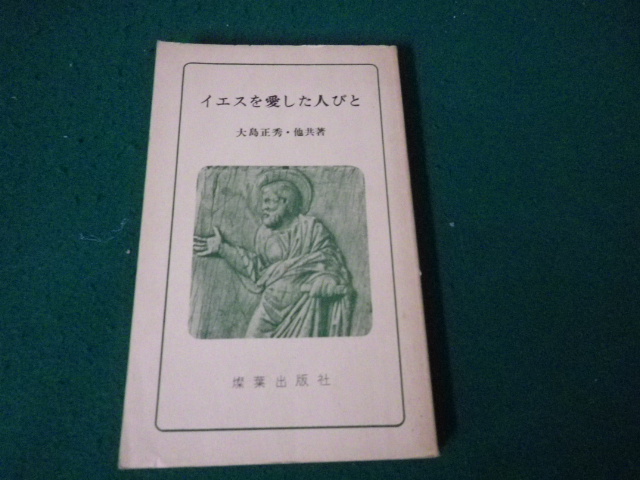 イエスを愛した人びと
大島正秀・他共著
燦葉出版社